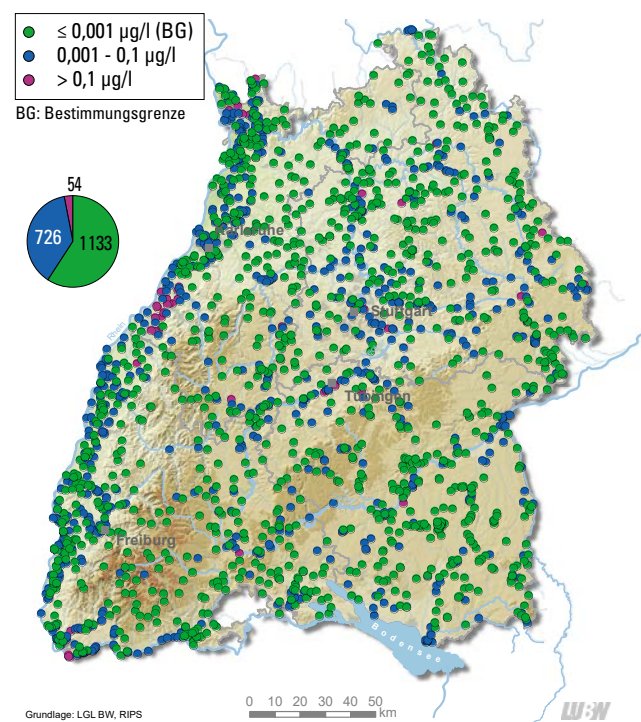 ≤ 0,001 µg/l (BG)
0,001 - 0,1 µg/l
> 0,1 µg/l
BG: Bestimmungsgrenze
54
726
1133
Karlsruhe
Rhein
Stuttgart
Tübingen
Freiburg
Bodensee
0 10 20 30 40 50
km
Grundlage: LGL BW, RIPS
LUBW